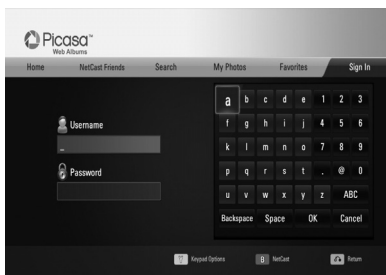 Picasa™
Web Albums
Home NetCast Friends Search My Photos Favorites Sign In
Username
_
Password
a b c d e 1 2 3
f g h i j 4 5 6
k l m n o 7 8 9
p q r s t . @ 0
u v w x y z ABC
Backspace Space OK Cancel
Keypad Options NetCast Return